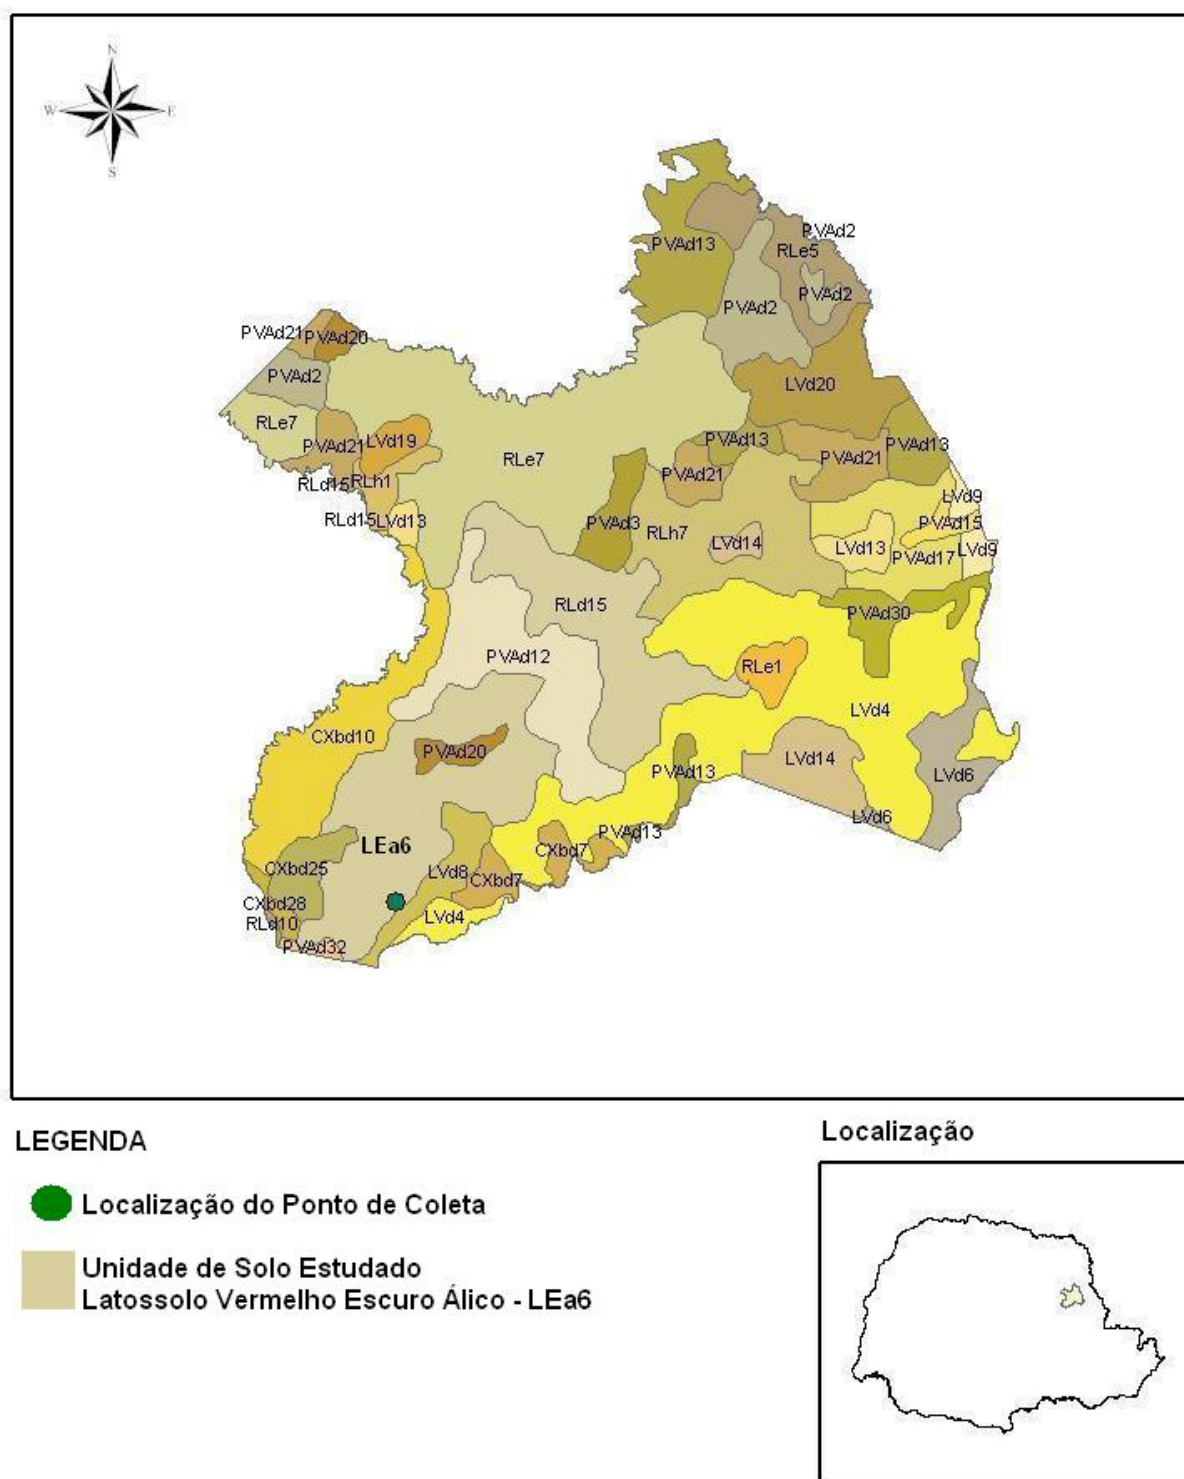 N
W
E
S
PVAd2
PVAd13
RLe5
PVAd2
PVAd2
PVAd21
PVAd20
PVAd2
LVd20
RLe7
PVAd21
LVd19
PVAd13
PVAd13
RLe7
PVAd21
PVAd21
RLd15
RLh1
LVd9
RLd15
LVd13
PVAd3
RLh7
PVAd15
LVd14
LVd13
PVAd17
LVd9
RLd15
PVAd30
PVAd12
RLe1
LVd4
CXbd10
PVAd20
LVd14
PVAd13
LVd6
LVd6
PVAd13
LEa6
CXbd7
CXbd25
LVd8
CXbd7
CXbd28
RLd10
LVd4
PVAd32
LEGENDA
Localização do Ponto de Coleta
Unidade de Solo Estudado
Latossolo Vermelho Escuro Álico - LEa6
Localização